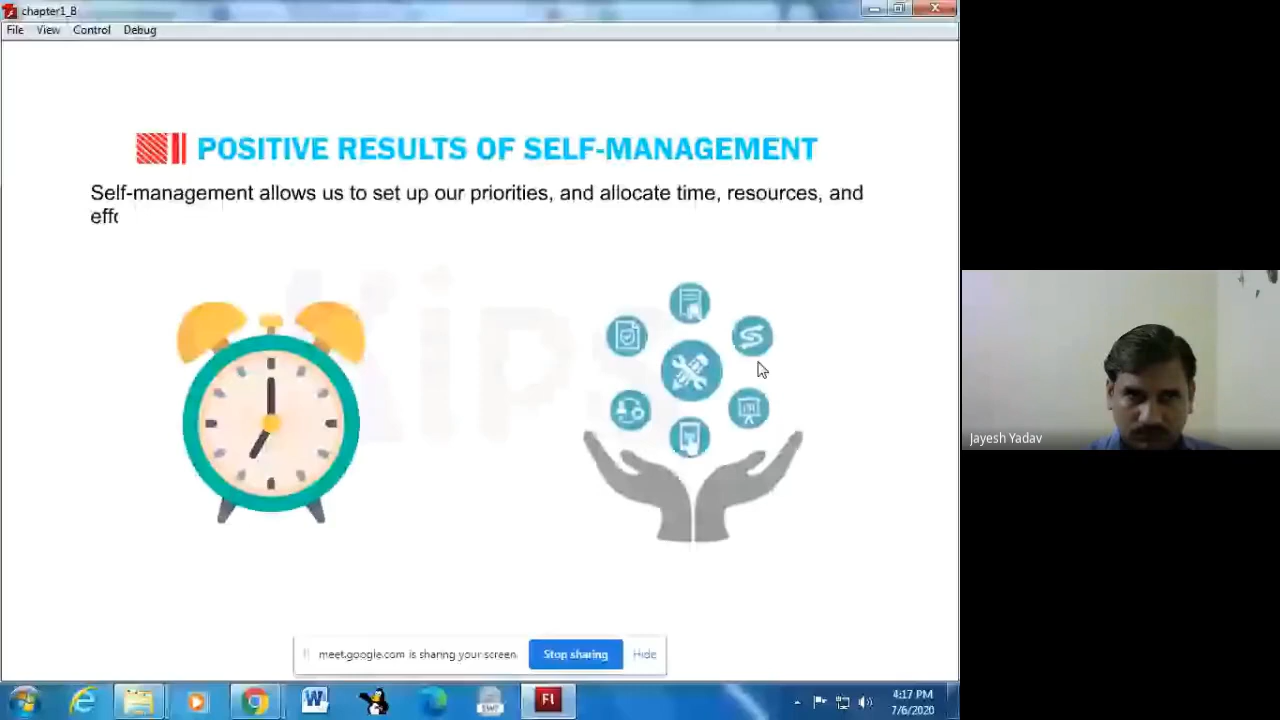 chapter1_B
File View Control Debug
POSITIVE RESULTS OF SELF-MANAGEMENT
Self-management allows us to set up our priorities, and allocate time, resources, and
effo
Kips
Jayesh Yadav
meet.google.com is sharing your screen.
Stop sharing
Hide
Fl
4:17 PM
7/6/2020